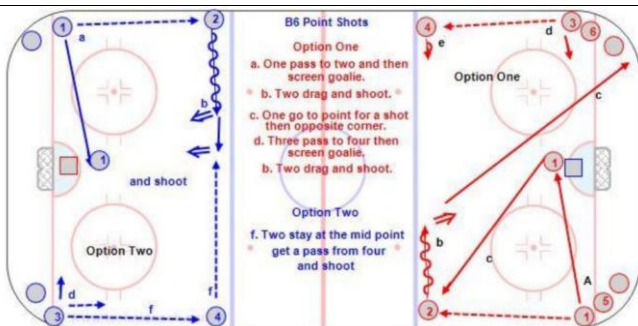 B6 Point Shots
Option One
a. One pass to two and then
screen goalie.
b. Two drag and shoot.
c. One go to point for a shot
then opposite corner.
d. Three pass to four then
screen goalie.
b. Two drag and shoot.
Option Two
f. Two stay at the mid point
get a pass from four
and shoot
1
a
2
b
1
and shoot
Option Two
d
f
f
3
4
4
e
3
d
6
Option One
c
1
b
c
A
2
1
5